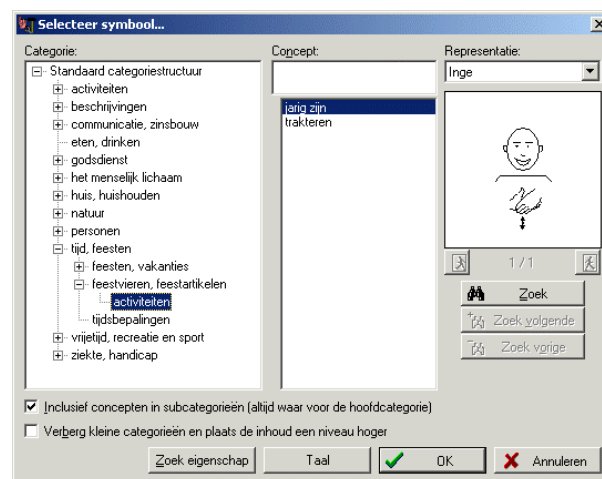 Selecteer symbool...
Categorie:
Concept:
Representatie:
Standaard categoriestructuur
activiteiten
beschrijvingen
communicatie, zinsbouw
eten, drinken
godsdienst
het menselijk lichaam
huis, huishouden
natuur
personen
tijd, feesten
feesten, vakanties
feestvieren, feestartikelen
activiteiten
tijdsbepalingen
vrijetijd, recreatie en sport
ziekte, handicap
jarig zijn
trakteren
Inge
1 / 1
Zoek
Zoek volgende
Zoek vorige
Inclusief concepten in subcategorieën (altijd waar voor de hoofdcategorie)
Verberg kleine categorieën en plaats de inhoud een niveau hoger
Zoek eigenschap
Taal
OK
Annuleren